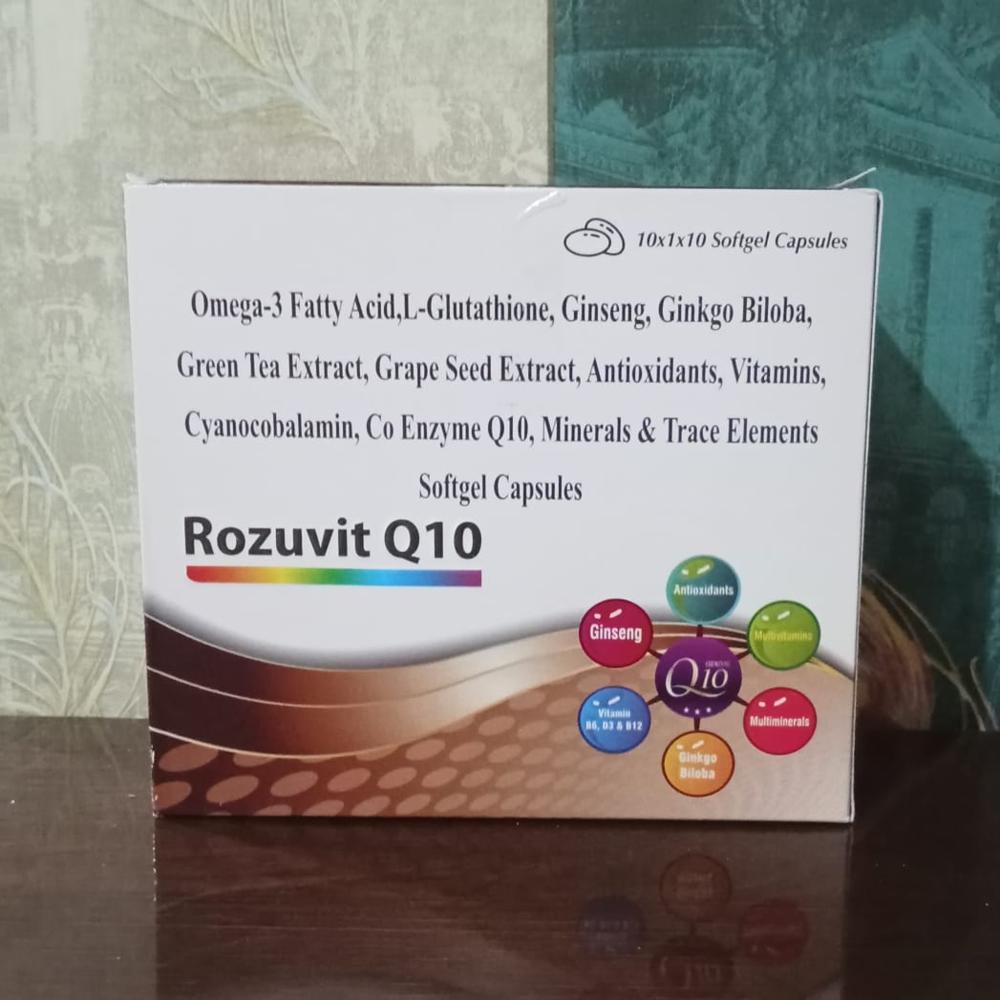 10x1x10 Softgel Capsules
Omega-3 Fatty Acid,L-Glutathione, Ginseng, Ginkgo Biloba,
Green Tea Extract, Grape Seed Extract, Antioxidants, Vitamins,
Cyanocobalamin, Co Enzyme Q10, Minerals & Trace Elements
Softgel Capsules
Rozuvit Q10
Antioxidants
Ginseng
Multivitamins
Q10
Vitamin
B6, D3 & B12
Multiminerals
Ginkgo
Biloba